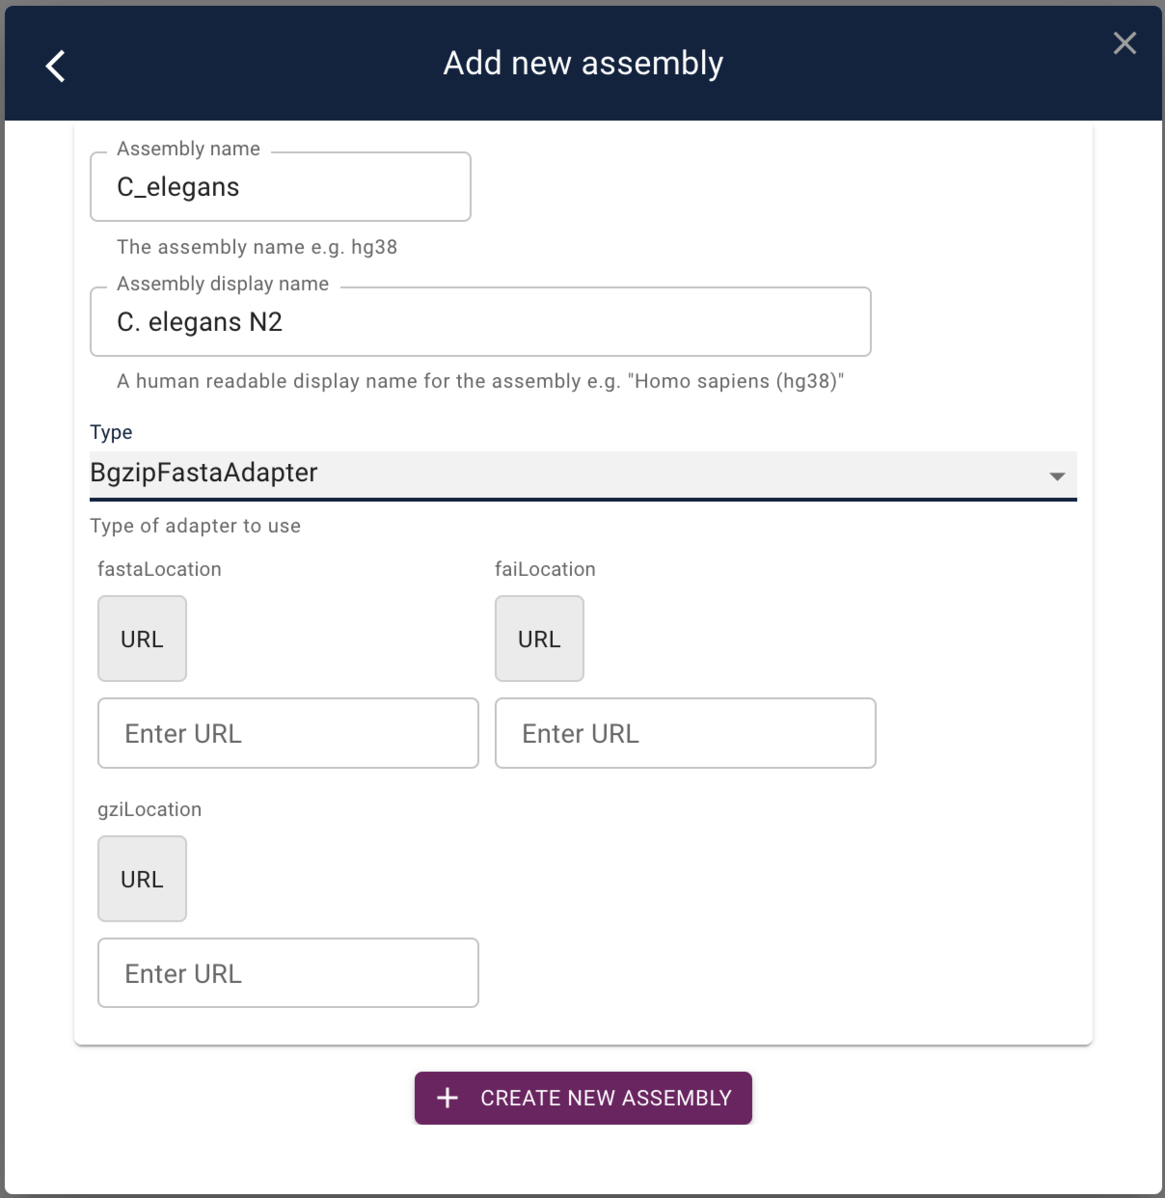 Add new assembly
Assembly name
C_elegans
The assembly name e.g. hg38
Assembly display name
C. elegans N2
A human readable display name for the assembly e.g. "Homo sapiens (hg38)"
Type
BgzipFastaAdapter
Type of adapter to use
fastaLocation
faiLocation
URL
URL
Enter URL
Enter URL
gziLocation
URL
Enter URL
+ CREATE NEW ASSEMBLY